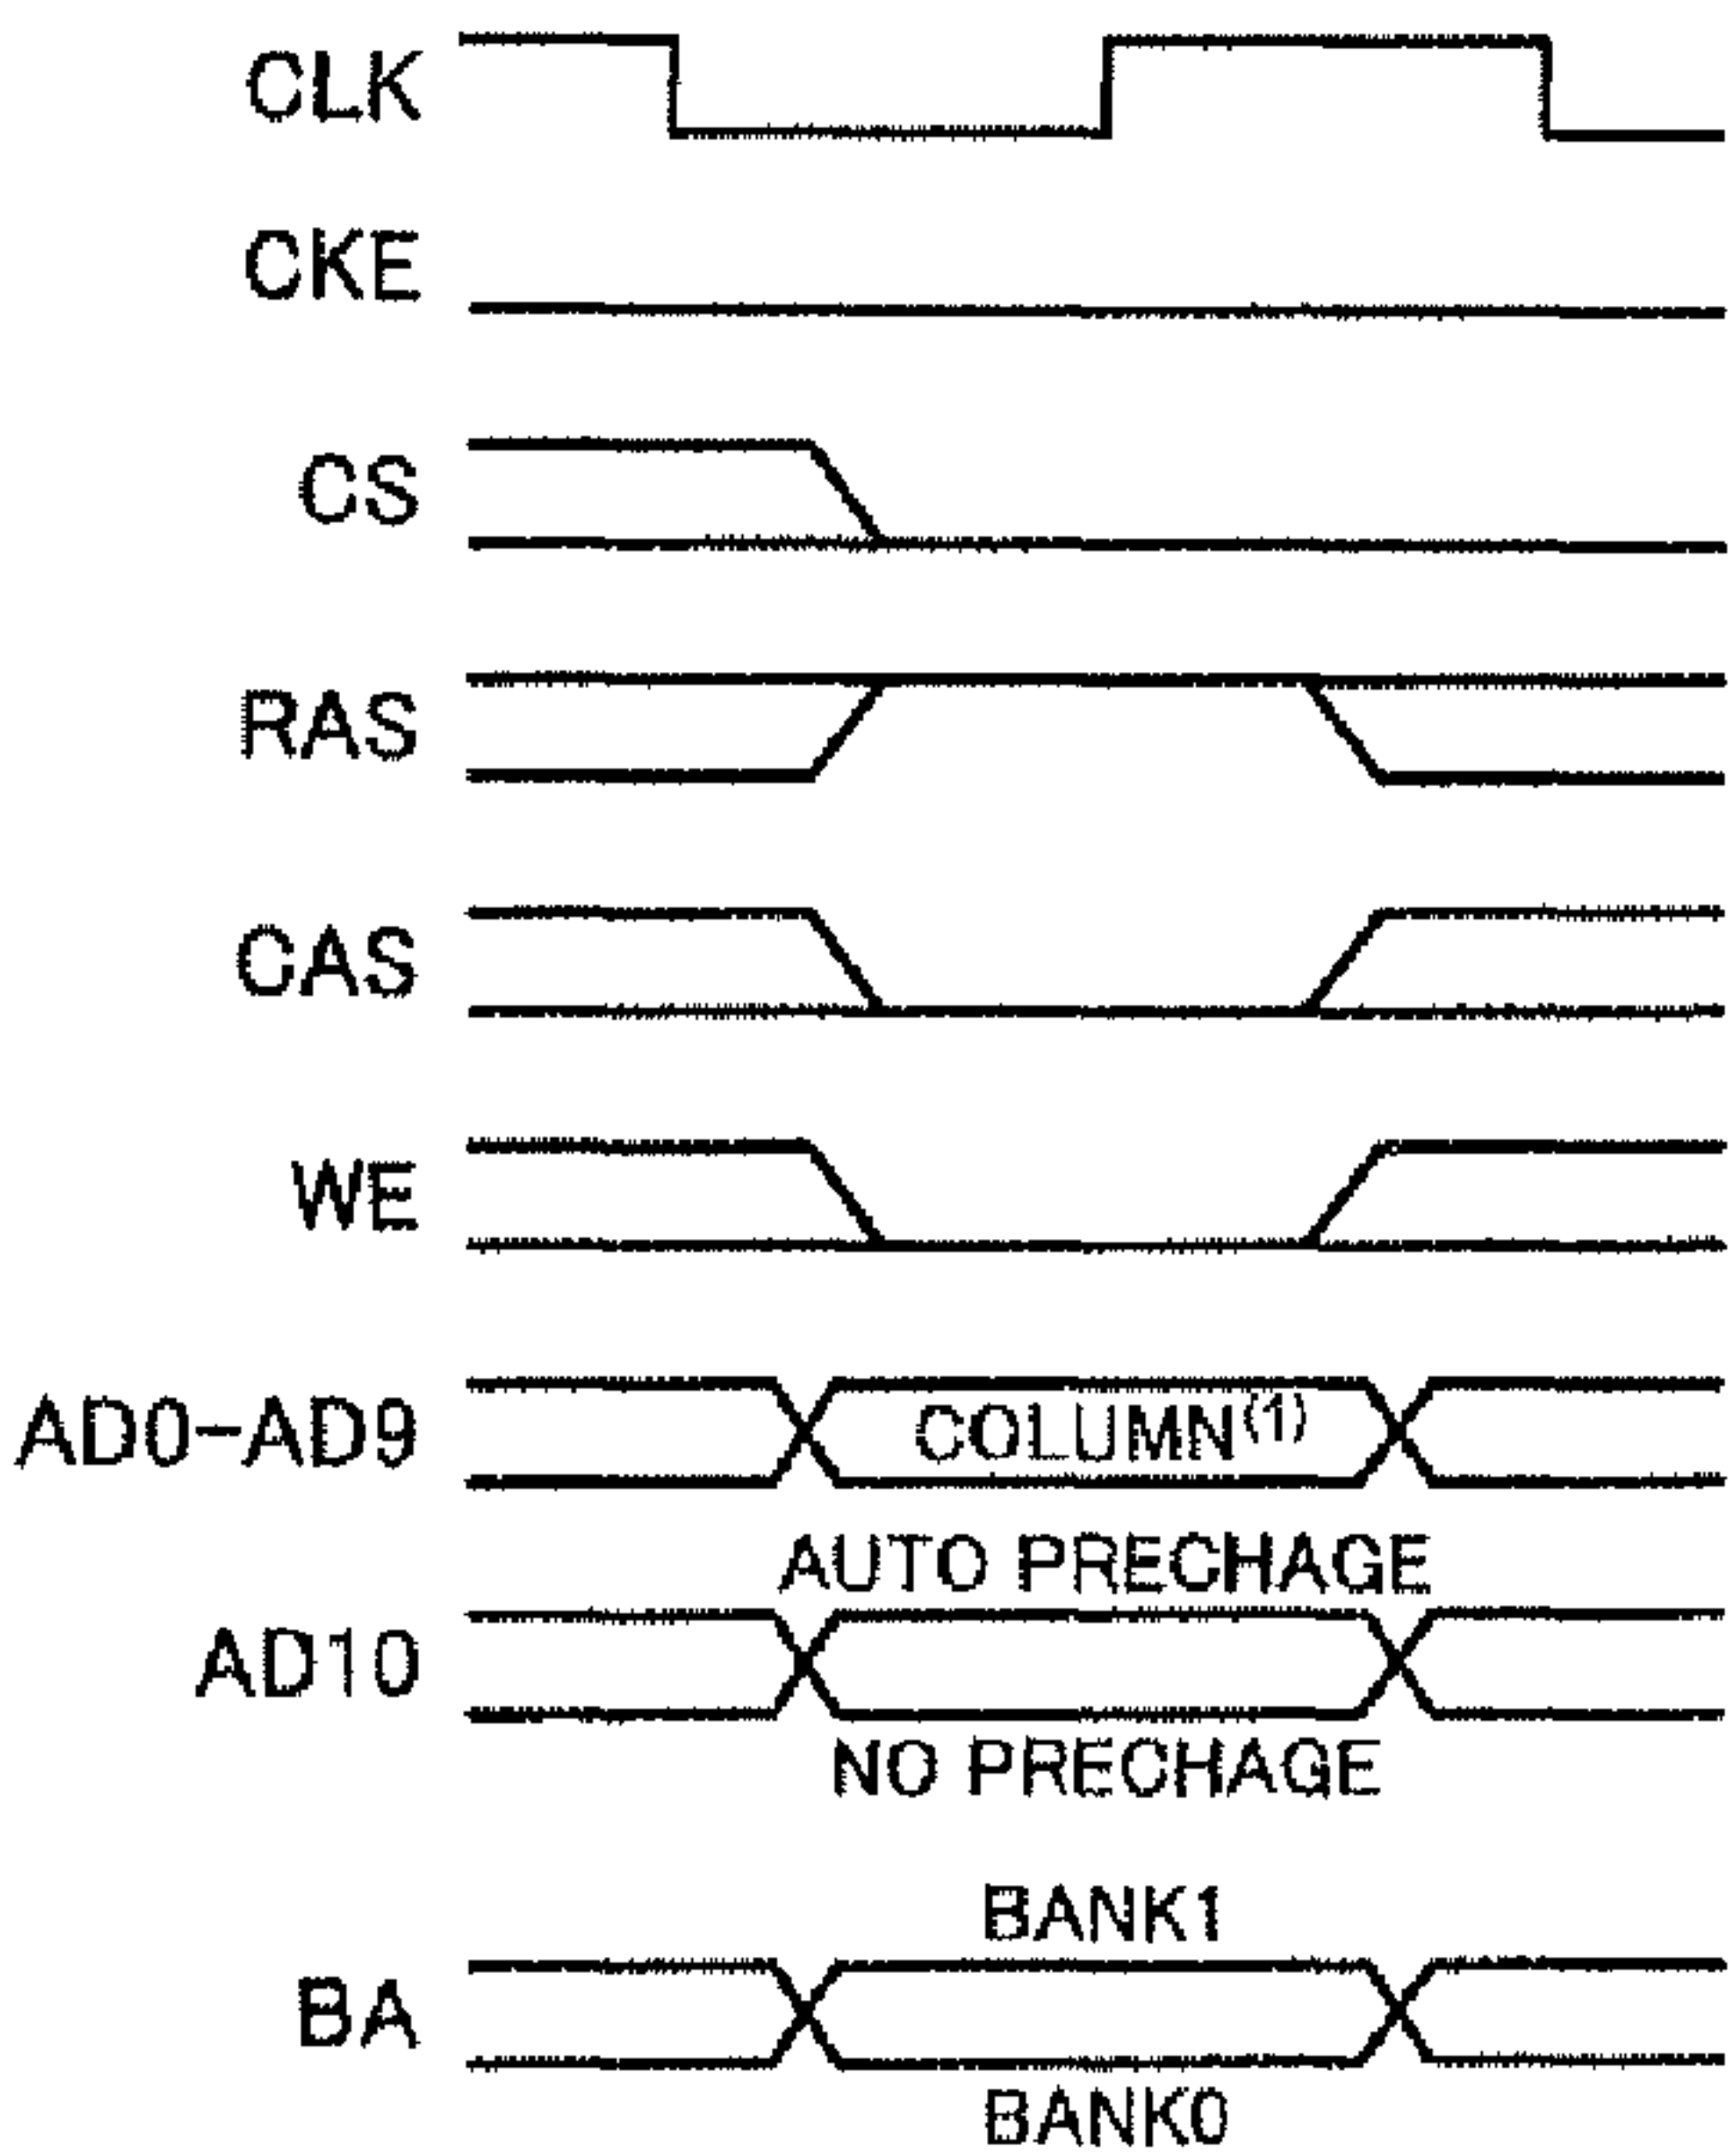 CLK
CKE
CS
RAS
CAS
WE
AD0-AD9
COLUMN(1)
AUTO PRECHAGE
AD10
NO PRECHAGE
BANK1
BA
BANK0